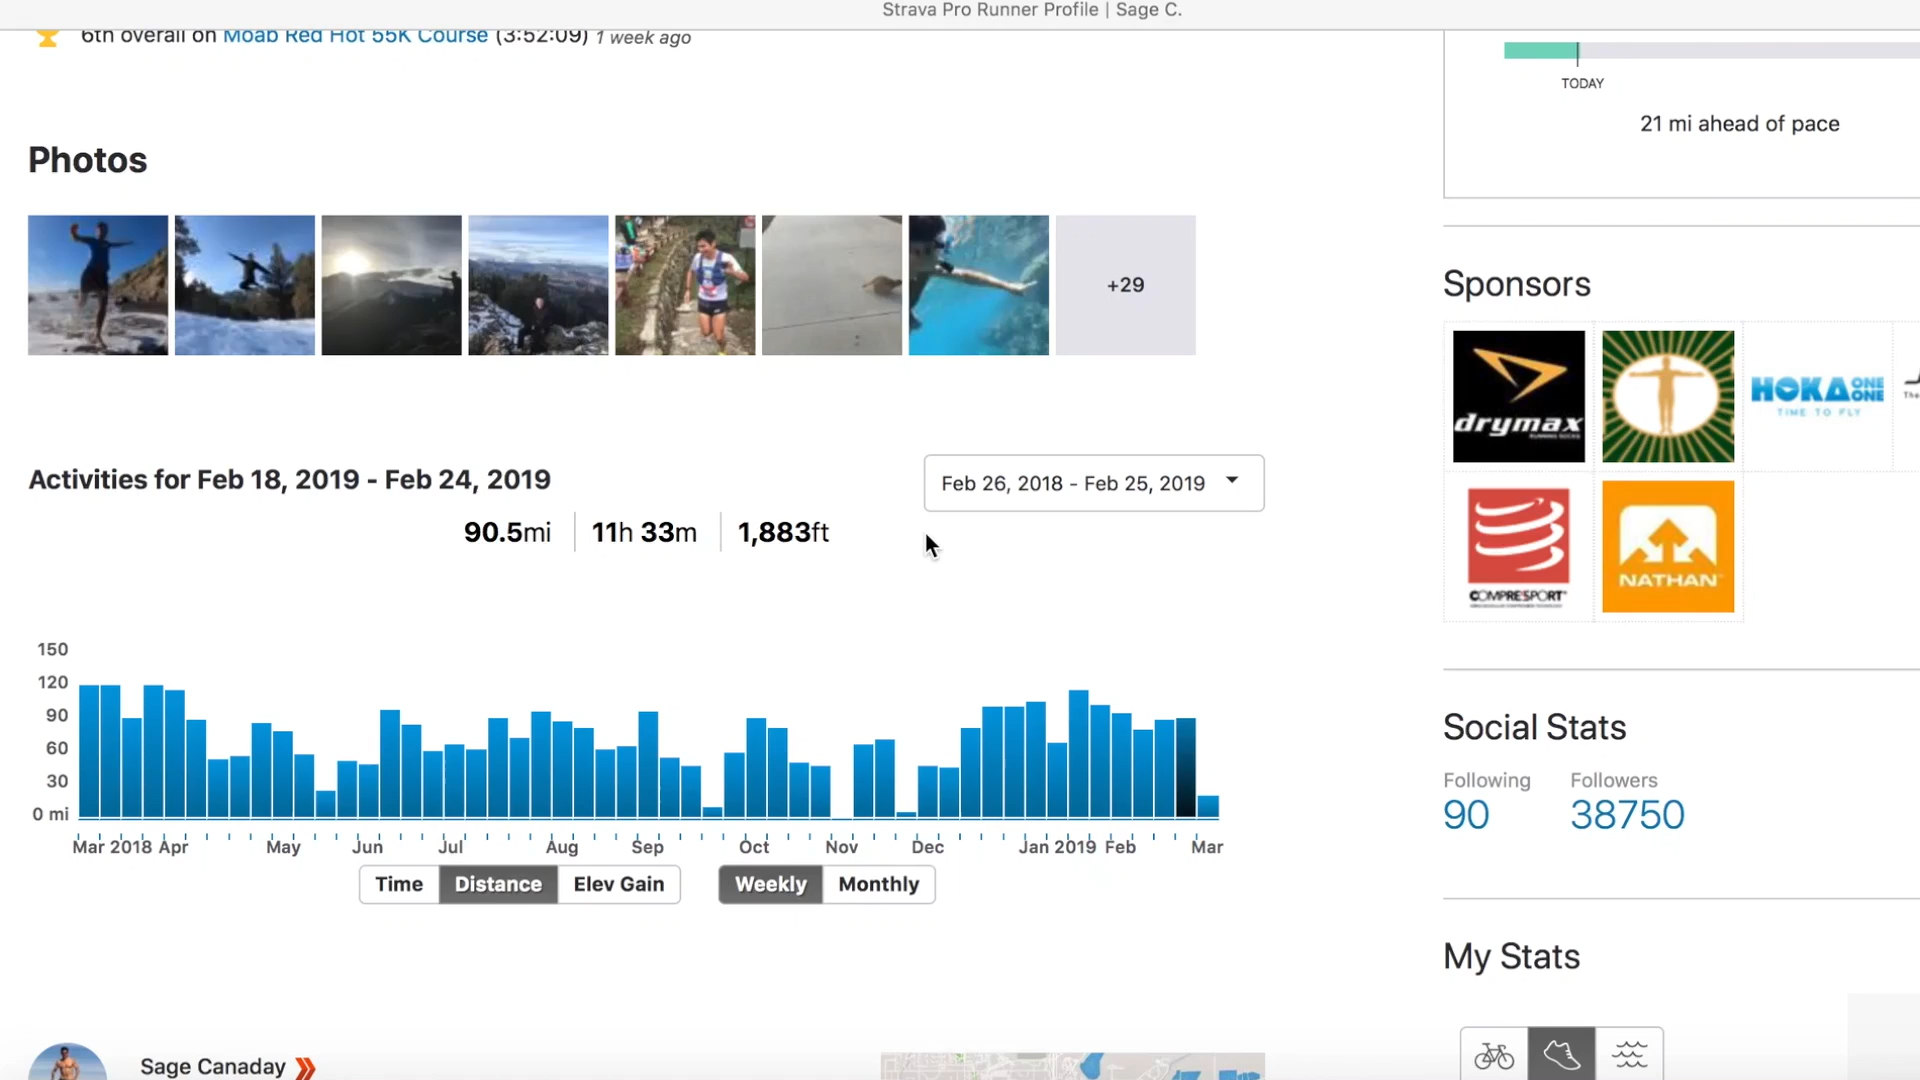 Strava Pro Runner Profile | Sage C.
6th overall on Moab Red Hot 55K Course (3:52:09) 1 week ago
TODAY
21 mi ahead of pace
Photos
+29
Sponsors
drymax
RUNNING SOCKS
HOKA ONE ONE
TIME TO FLY
The
COMPRESSPORT
NATHAN
Activities for Feb 18, 2019 - Feb 24, 2019
Feb 26, 2018 - Feb 25, 2019
90.5mi
11h 33m
1,883ft
150
120
90
60
30
0 mi
Mar 2018 Apr May Jun Jul Aug Sep Oct Nov Dec Jan 2019 Feb Mar
Time Distance Elev Gain Weekly Monthly
Social Stats
Following Followers
90 38750
My Stats
Sage Canaday